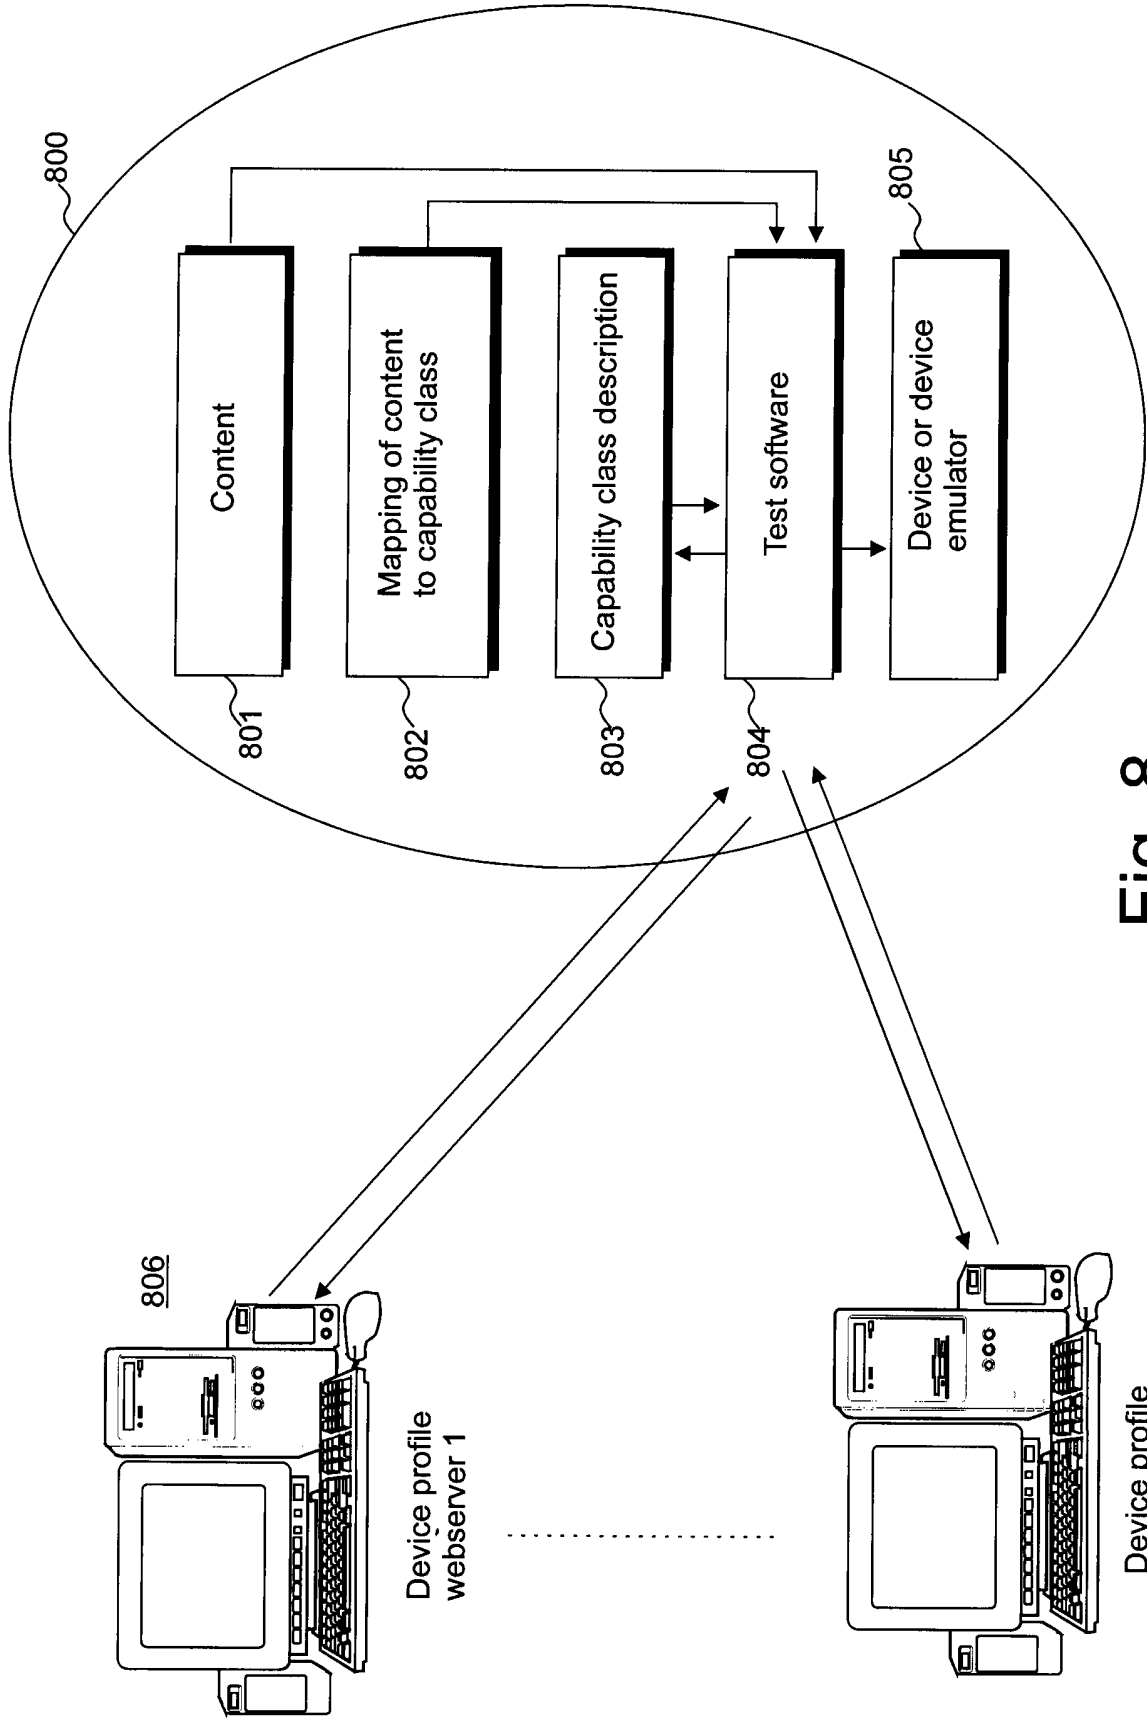 800
Content
801
Mapping of content
to capability class
802
Capability class description
803
Test software
804
805
Device or device
emulator
806
Device profile
webserver 1
Device profile
Fig. 8